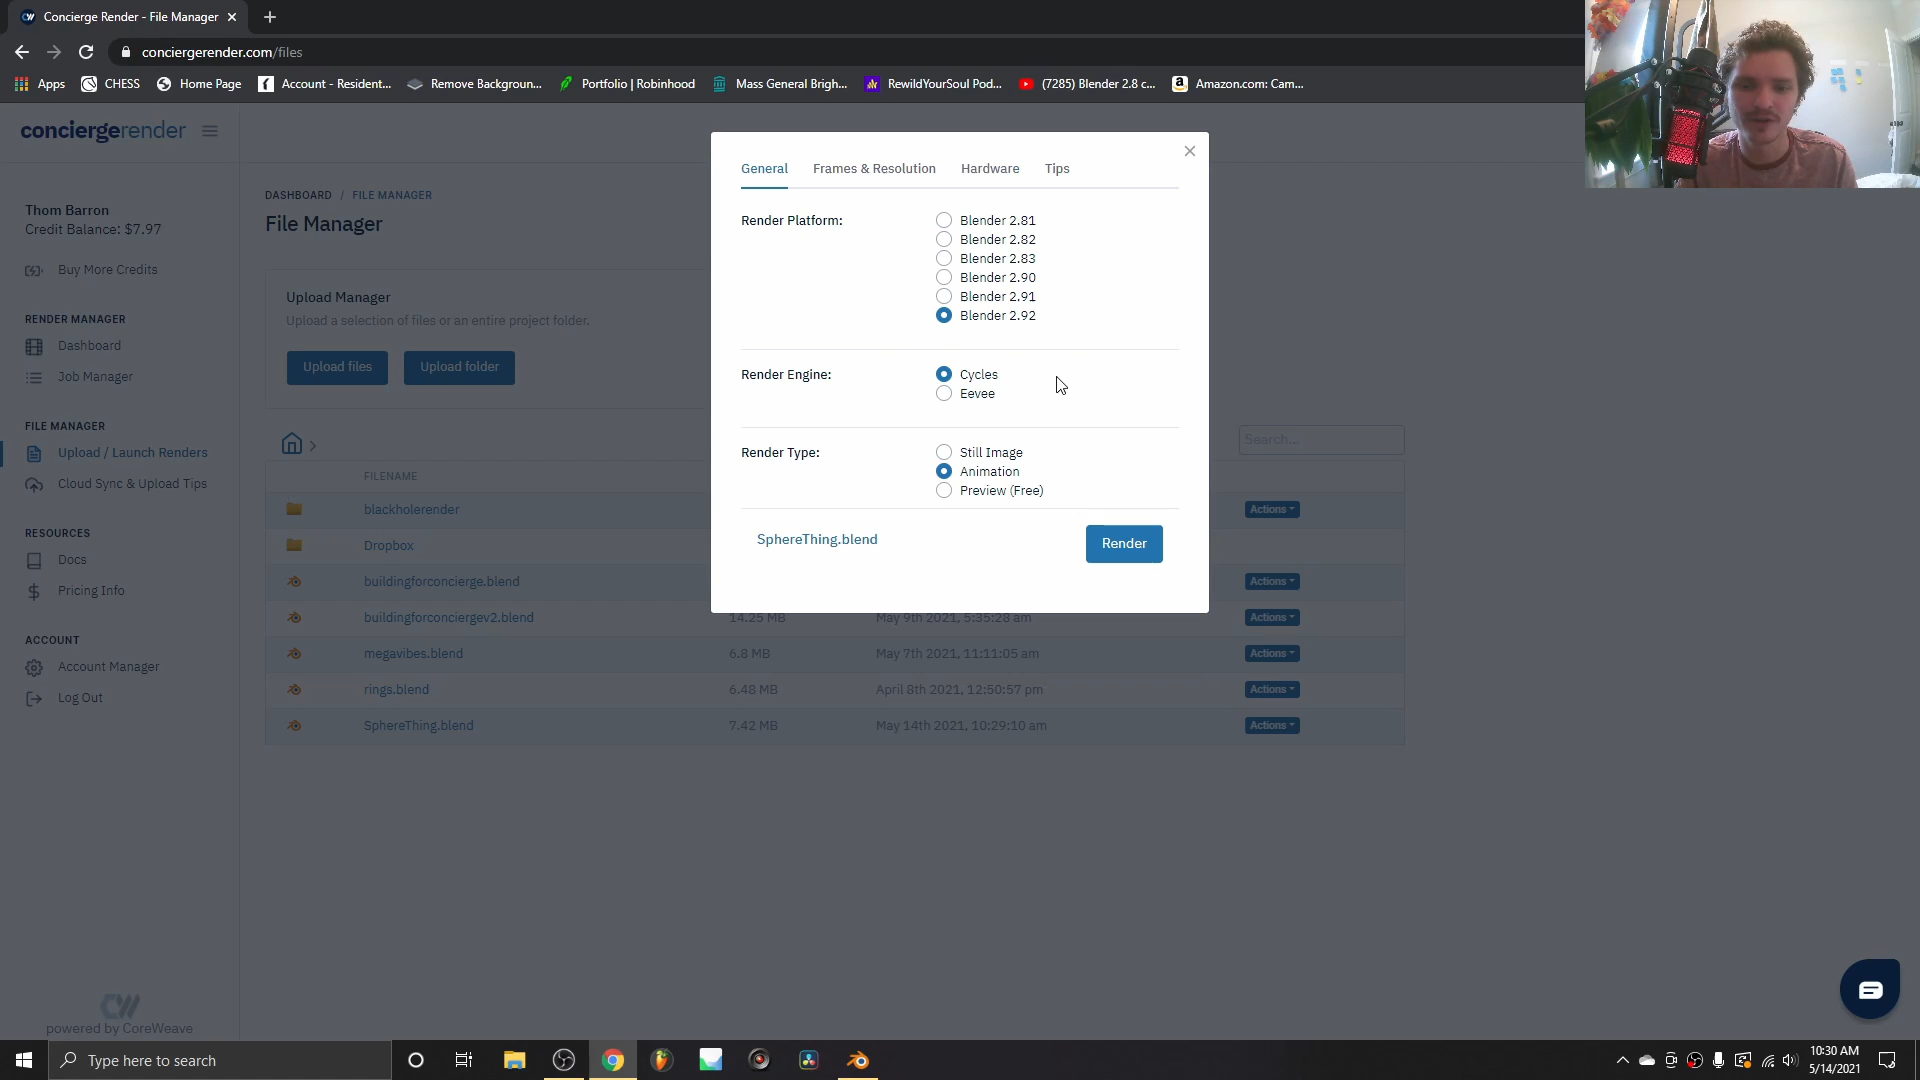 Concierge Render - File Manager
conciergerender.com/files
Apps
CHESS
Home Page
Account - Resident...
Remove Backgroun...
Portfolio | Robinhood
Mass General Brigh...
RewildYourSoul Pod...
(7285) Blender 2.8 c...
Amazon.com: Cam...
conciergerender
Thom Barron
Credit Balance: $7.97
Buy More Credits
RENDER MANAGER
Dashboard
Job Manager
FILE MANAGER
Upload / Launch Renders
Cloud Sync & Upload Tips
RESOURCES
Docs
Pricing Info
ACCOUNT
Account Manager
Log Out
CW
powered by CoreWeave
DASHBOARD / FILE MANAGER
File Manager
Upload Manager
Upload a selection of files or an entire project folder.
Upload files
Upload folder
Search...
FILENAME
blackholerender Actions
Dropbox
buildingforconcierge.blend Actions
buildingforconciergev2.blend 14.25 MB May 9th 2021, 5:35:28 am Actions
megavibes.blend 6.8 MB May 7th 2021, 11:11:05 am Actions
rings.blend 6.48 MB April 8th 2021, 12:50:57 pm Actions
SphereThing.blend 7.42 MB May 14th 2021, 10:29:10 am Actions
General Frames & Resolution Hardware Tips
Render Platform:
Blender 2.81
Blender 2.82
Blender 2.83
Blender 2.90
Blender 2.91
Blender 2.92
Render Engine:
Cycles
Eevee
Render Type:
Still Image
Animation
Preview (Free)
SphereThing.blend
Render
Type here to search
10:30 AM
5/14/2021